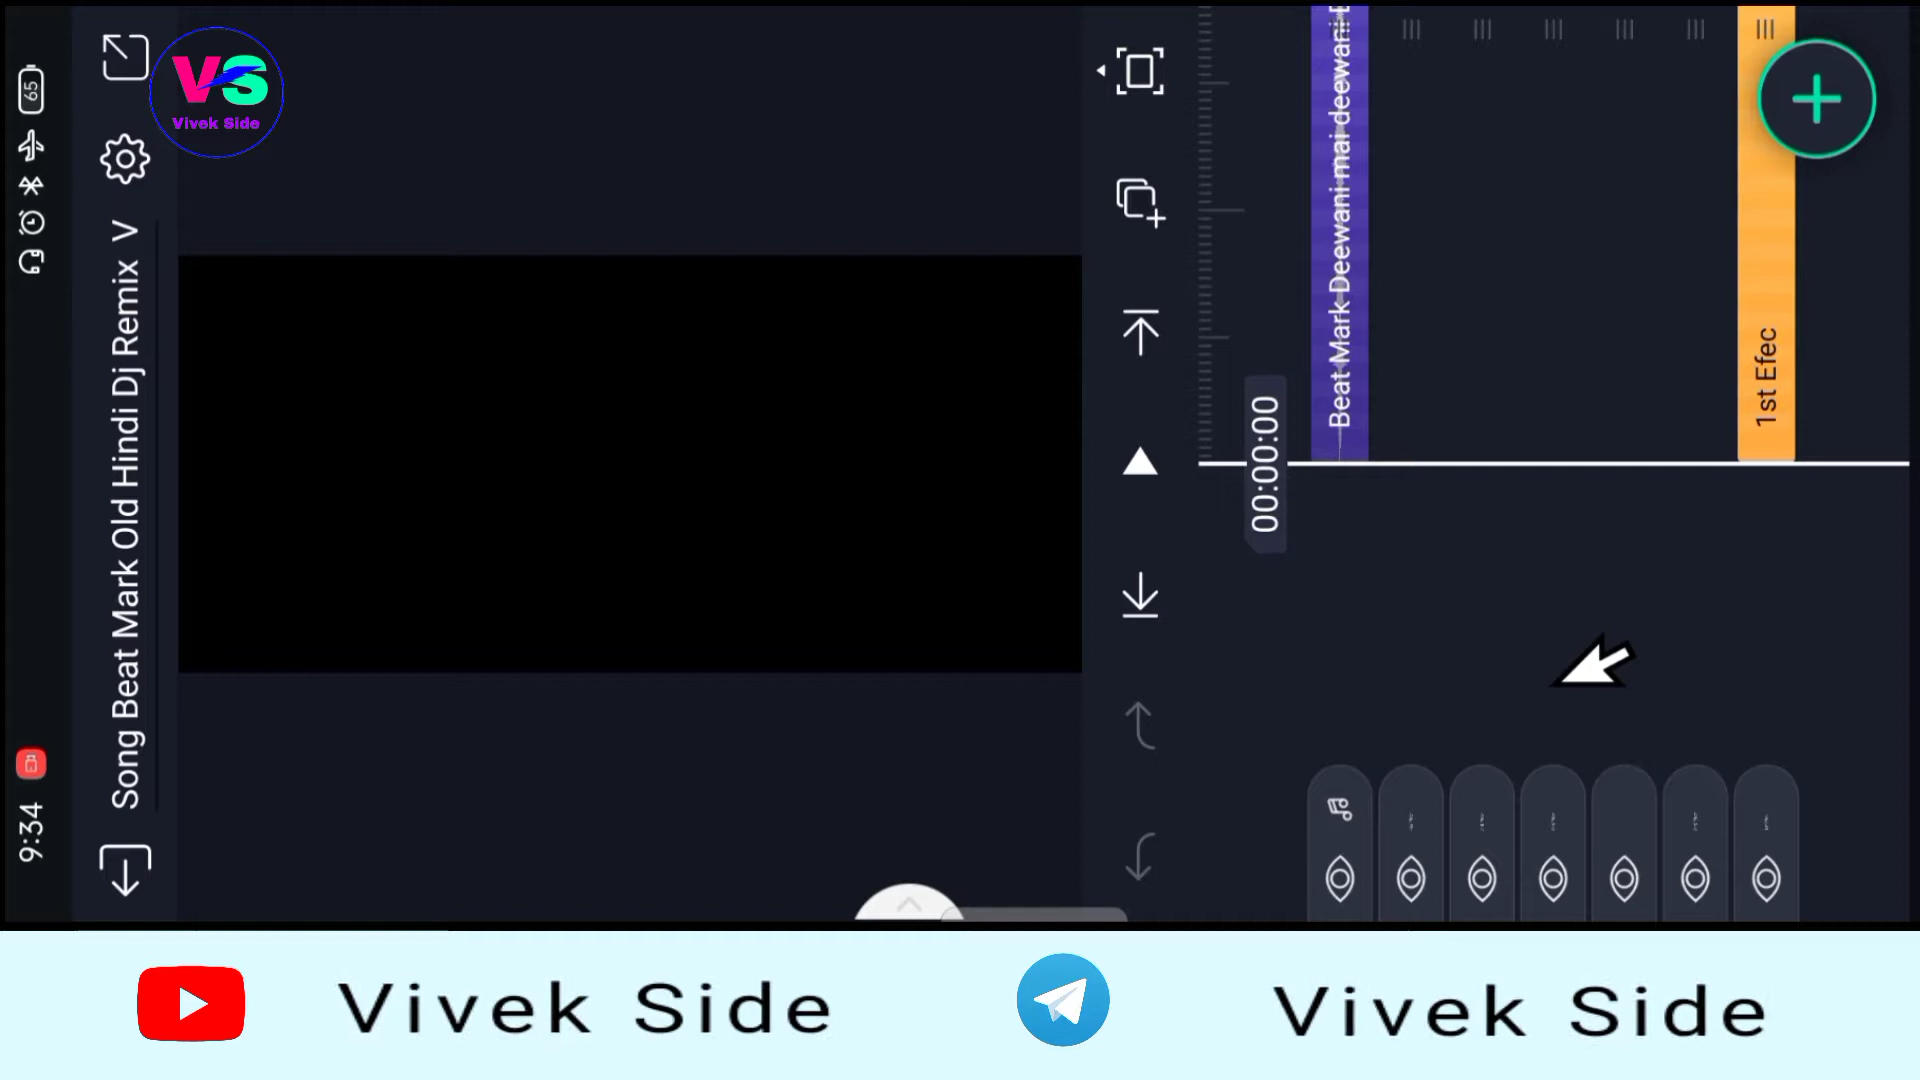 VS
Vivek Side
65
9:34
Song Beat Mark Old Hindi Dj Remix V
00:00:00
Beat Mark Deewani mai deewani
1st Efec
Vivek Side
Vivek Side